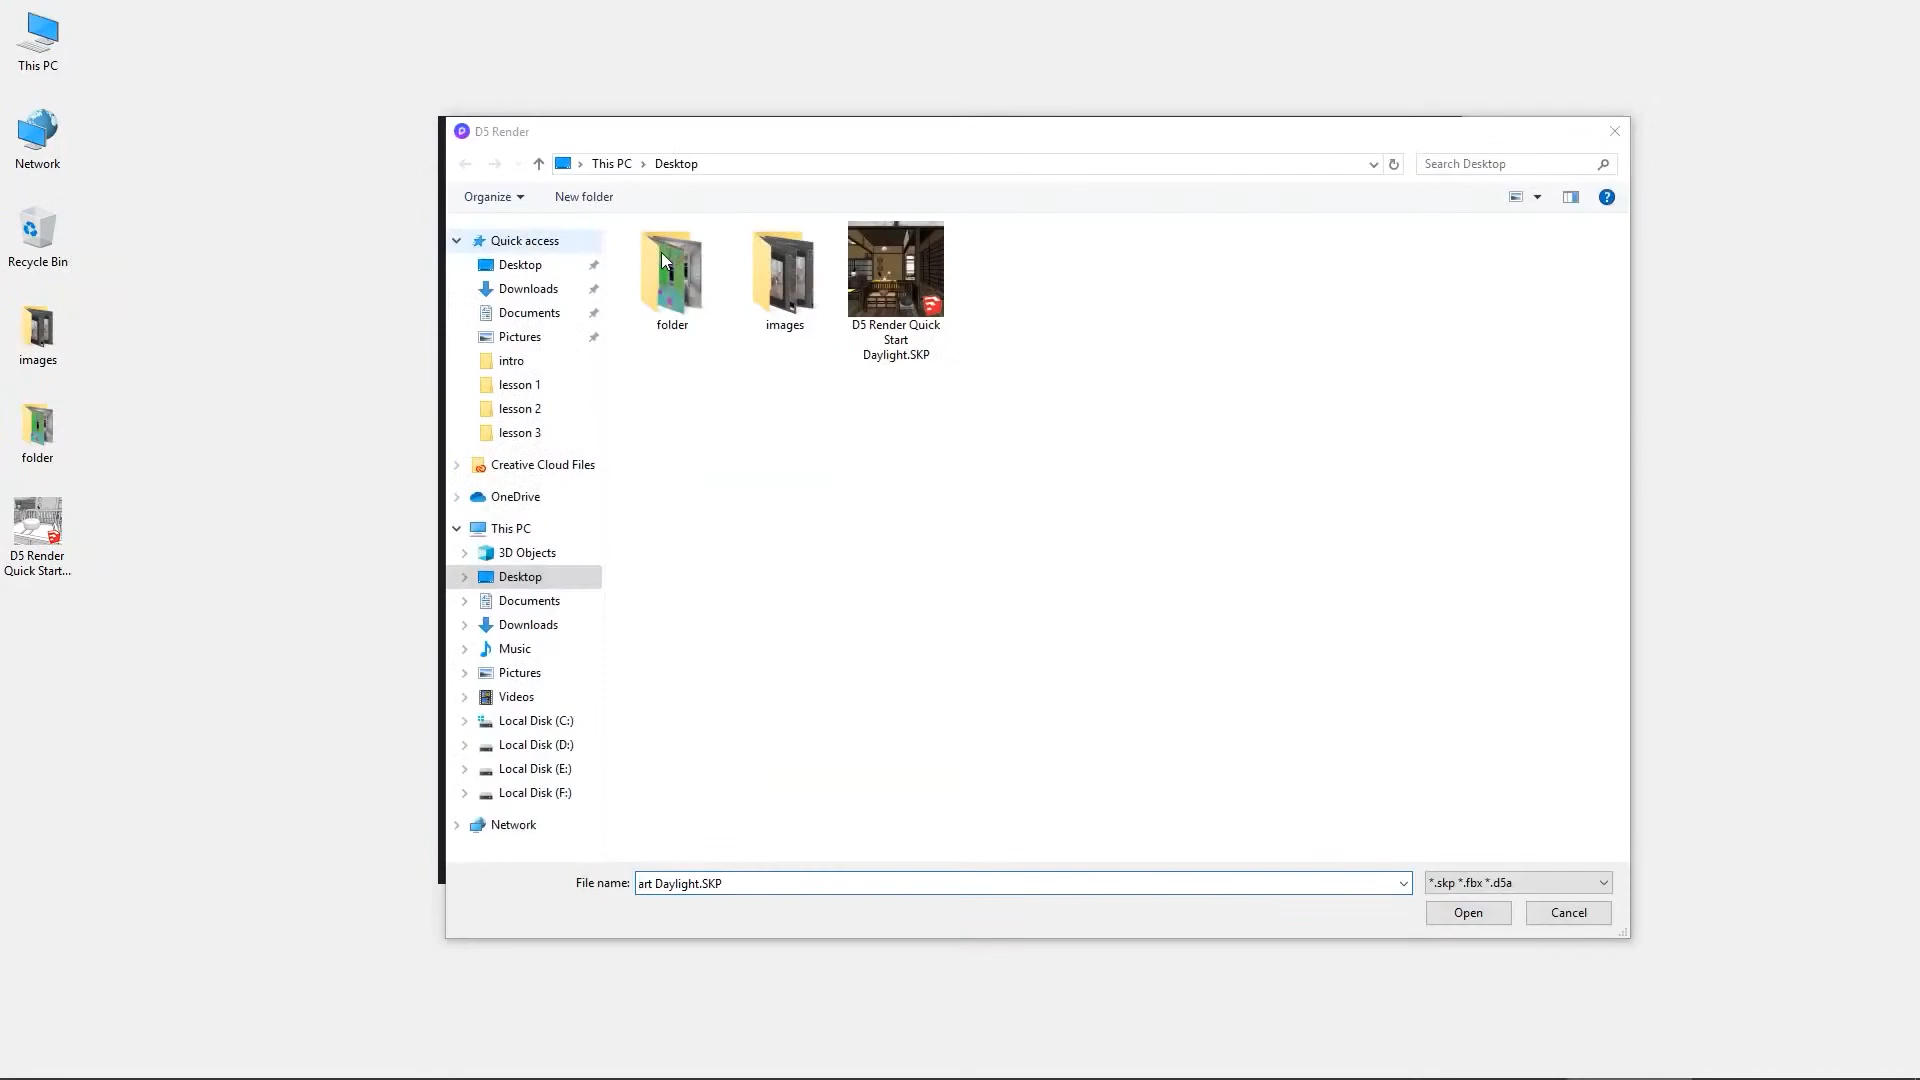 This PC
Network
Recycle Bin
images
folder
D5 Render
Quick Start...
D5 Render
This PC
Desktop
Search Desktop
Organize
New folder
?
Quick access
Desktop
Downloads
Documents
Pictures
intro
lesson 1
lesson 2
lesson 3
Creative Cloud Files
OneDrive
This PC
3D Objects
Desktop
Documents
Downloads
Music
Pictures
Videos
Local Disk (C:)
Local Disk (D:)
Local Disk (E:)
Local Disk (F:)
Network
folder
images
D5 Render Quick
Start
Daylight.SKP
File name:
art Daylight.SKP
*.skp *.fbx *.d5a
Open
Cancel